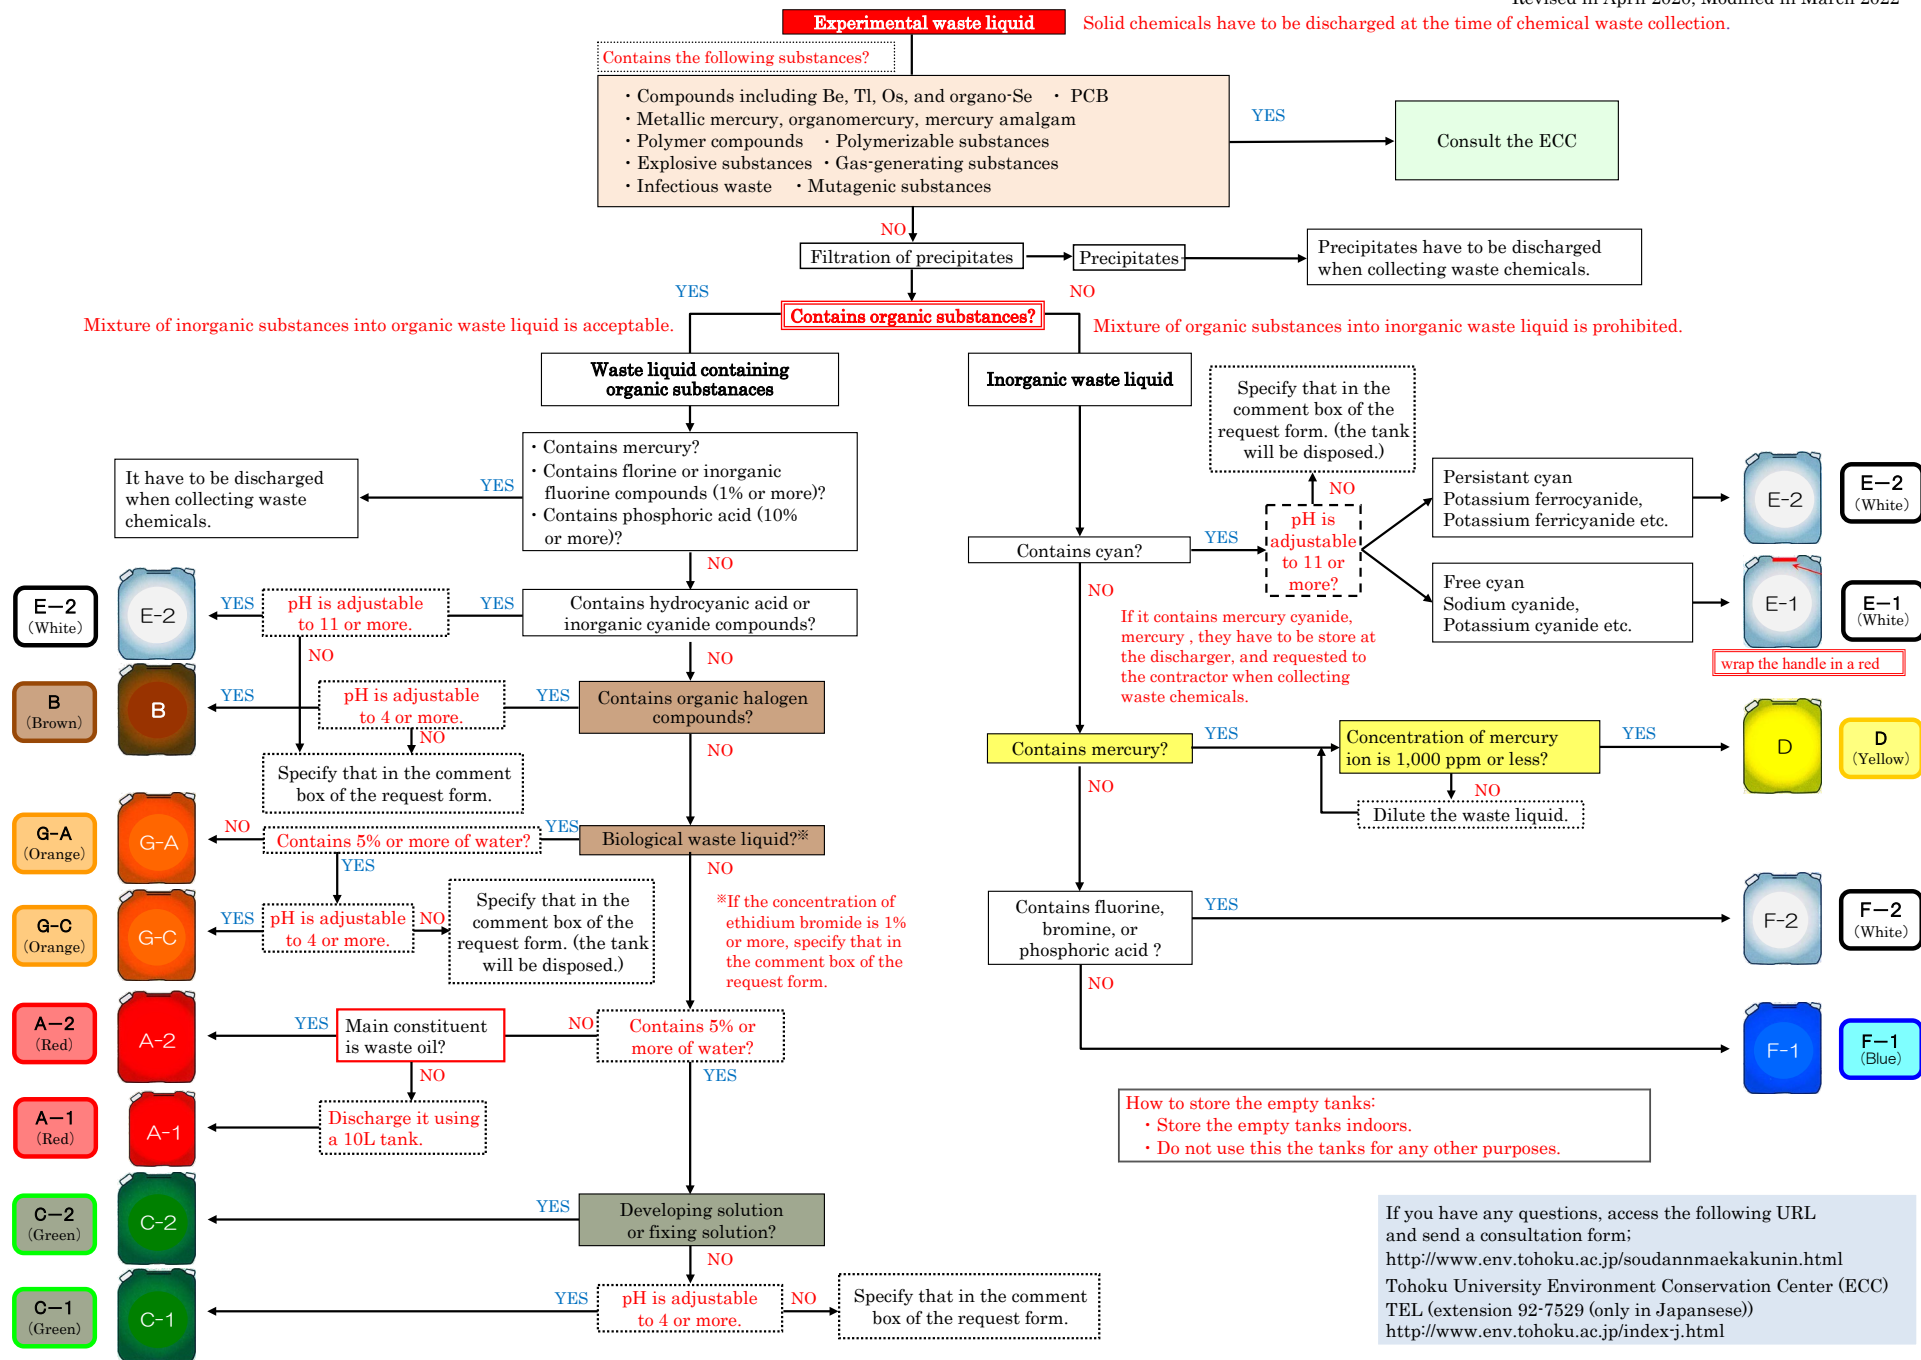 Revised in April 2020, Modified in March 2022
Experimental waste liquid
Solid chemicals have to be discharged at the time of chemical waste collection.
Contains the following substances?
・Compounds including Be, Tl, Os, and organo-Se ・ PCB
・Metallic mercury, organomercury, mercury amalgam
・Polymer compounds ・Polymerizable substances
・Explosive substances ・Gas-generating substances
・Infectious waste ・Mutagenic substances
YES
Consult the ECC
NO
Filtration of precipitates
Precipitates
Precipitates have to be discharged
when collecting waste chemicals.
YES
Contains organic substances?
NO
Mixture of inorganic substances into organic waste liquid is acceptable.
Mixture of organic substances into inorganic waste liquid is prohibited.
Waste liquid containing
organic substanaces
・Contains mercury?
・Contains florine or inorganic
fluorine compounds (1% or more)?
・Contains phosphoric acid (10%
or more)?
YES
It have to be discharged
when collecting waste
chemicals.
NO
Contains hydrocyanic acid or
inorganic cyanide compounds?
YES
pH is adjustable
to 11 or more.
YES
E-2
E-2
(White)
NO
NO
Contains organic halogen
compounds?
YES
pH is adjustable
to 4 or more.
YES
B
B
(Brown)
NO
Specify that in the comment
box of the request form.
NO
Biological waste liquid?※
YES
Contains 5% or more of water?
NO
G-A
G-A
(Orange)
YES
pH is adjustable
to 4 or more.
YES
G-C
G-C
(Orange)
NO
Specify that in the
comment box of the
request form. (the tank
will be disposed.)
NO
※If the concentration of
ethidium bromide is 1%
or more, specify that in
the comment box of the
request form.
Contains 5% or
more of water?
NO
Main constituent
is waste oil?
YES
A-2
A-2
(Red)
NO
Discharge it using
a 10L tank.
A-1
A-1
(Red)
YES
Developing solution
or fixing solution?
YES
C-2
C-2
(Green)
NO
pH is adjustable
to 4 or more.
YES
C-1
C-1
(Green)
NO
Specify that in the comment
box of the request form.
Inorganic waste liquid
Contains cyan?
YES
pH is
adjustable
to 11 or
more?
NO
Specify that in the
comment box of the
request form. (the tank
will be disposed.)
Persistant cyan
Potassium ferrocyanide,
Potassium ferricyanide etc.
E-2
E-2
(White)
Free cyan
Sodium cyanide,
Potassium cyanide etc.
E-1
E-1
(White)
wrap the handle in a red
NO
If it contains mercury cyanide,
mercury , they have to be store at
the discharger, and requested to
the contractor when collecting
waste chemicals.
Contains mercury?
YES
Concentration of mercury
ion is 1,000 ppm or less?
YES
D
D
(Yellow)
NO
Dilute the waste liquid.
NO
Contains fluorine,
bromine, or
phosphoric acid ?
YES
F-2
F-2
(White)
NO
F-1
F-1
(Blue)
How to store the empty tanks:
・Store the empty tanks indoors.
・Do not use this the tanks for any other purposes.
If you have any questions, access the following URL
and send a consultation form;
http://www.env.tohoku.ac.jp/soudannmaekakunin.html
Tohoku University Environment Conservation Center (ECC)
TEL (extension 92-7529 (only in Japansese))
http://www.env.tohoku.ac.jp/index-j.html